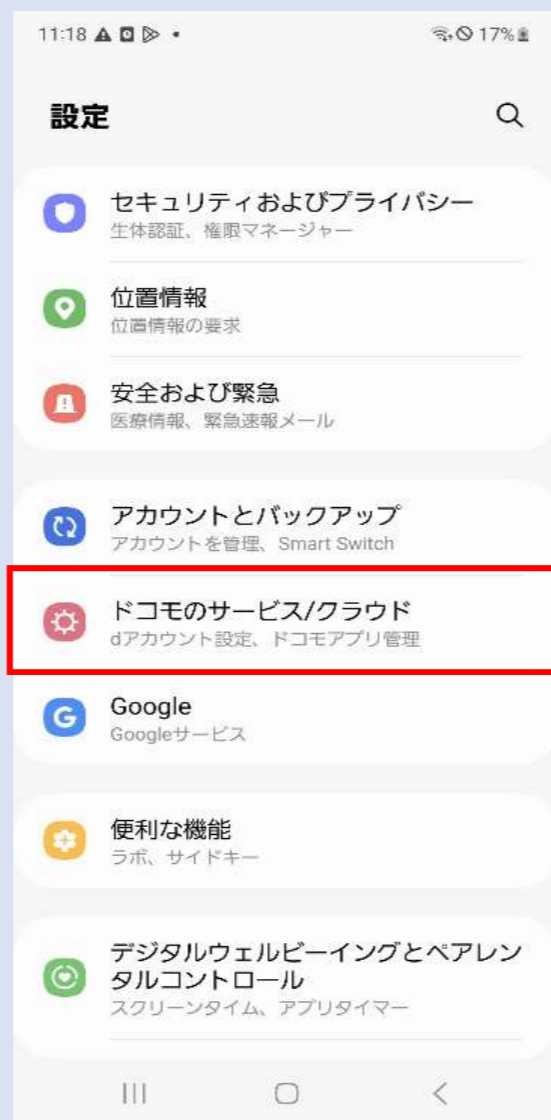 11:18
17%
設定
セキュリティおよびプライバシー
生体認証、権限マネージャー
位置情報
位置情報の要求
安全および緊急
医療情報、緊急速報メール
アカウントとバックアップ
アカウントを管理、Smart Switch
ドコモのサービス/クラウド
dアカウント設定、ドコモアプリ管理
Google
Googleサービス
便利な機能
ラボ、サイドキー
デジタルウェルビーイングとペアレン
タルコントロール
スクリーンタイム、アプリタイマー